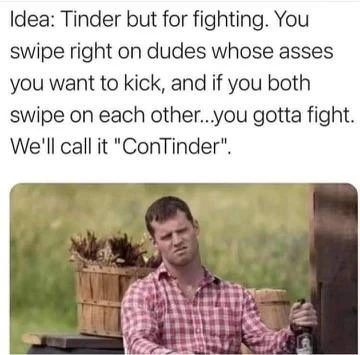 Idea: Tinder but for fighting. You
swipe right on dudes whose asses
you want to kick, and if you both
swipe on each other...you gotta fight.
We'll call it "ConTinder".